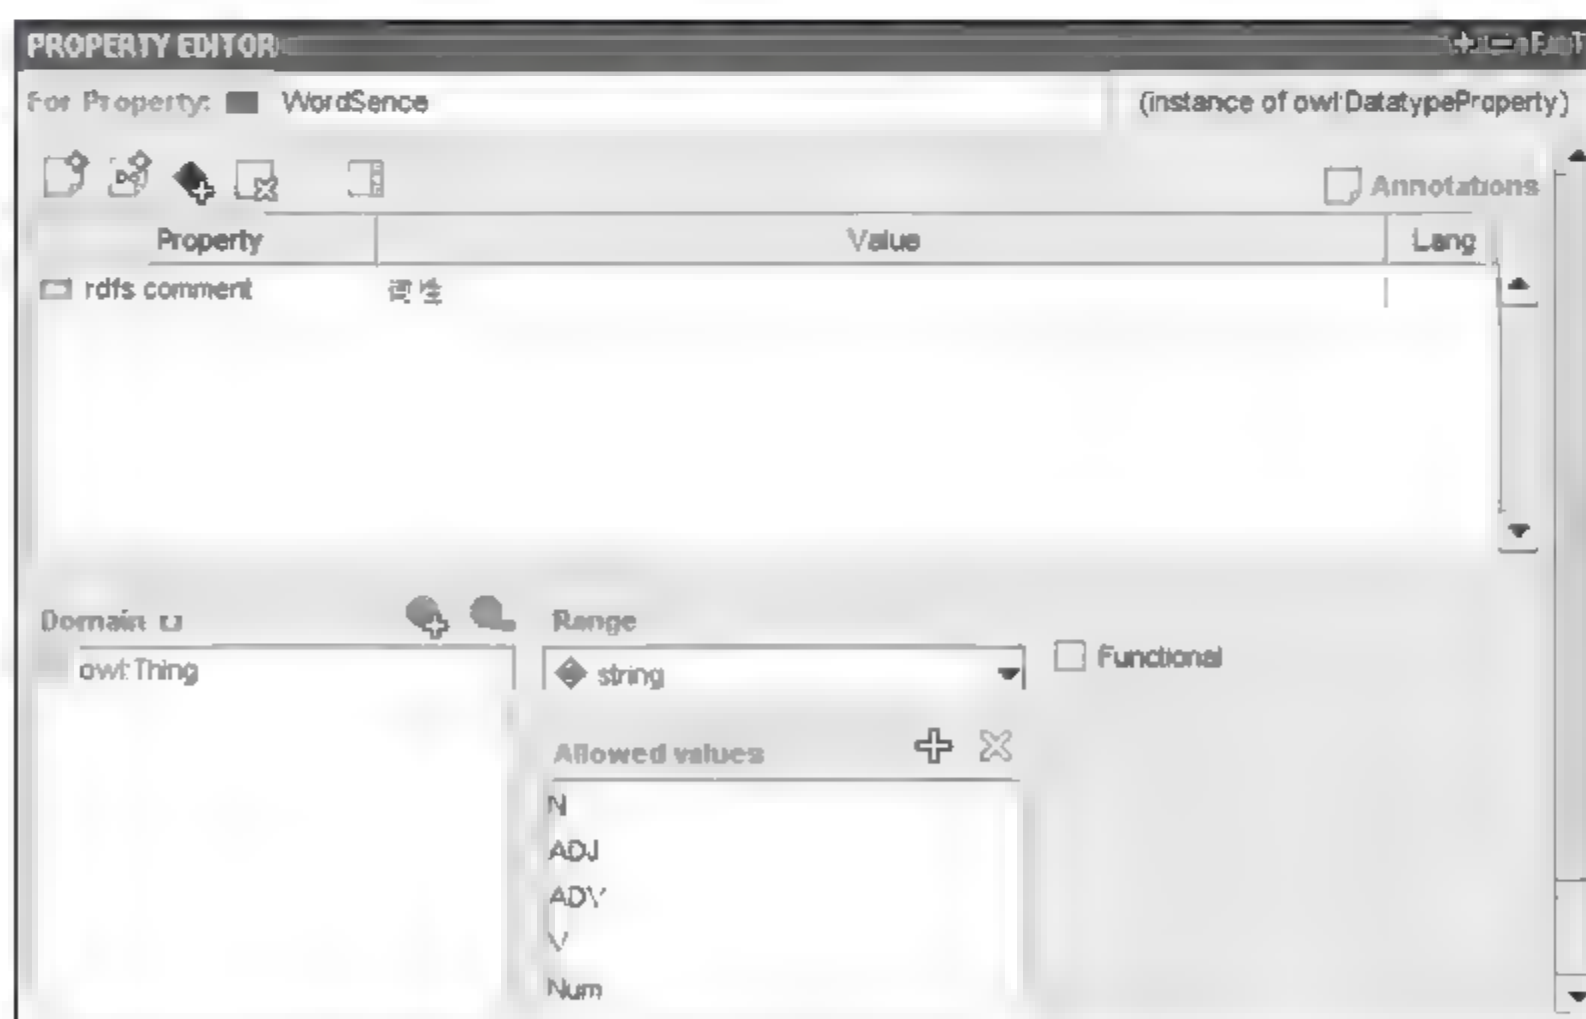 PROPERTY EDITOR
For Property: WordSence (instance of owl:DatatypeProperty)
Annotations
Property Value Lang
rdfs:comment 词性
Domain Range
owl:Thing string Functional
Allowed values
N
ADJ
ADV
V
Num